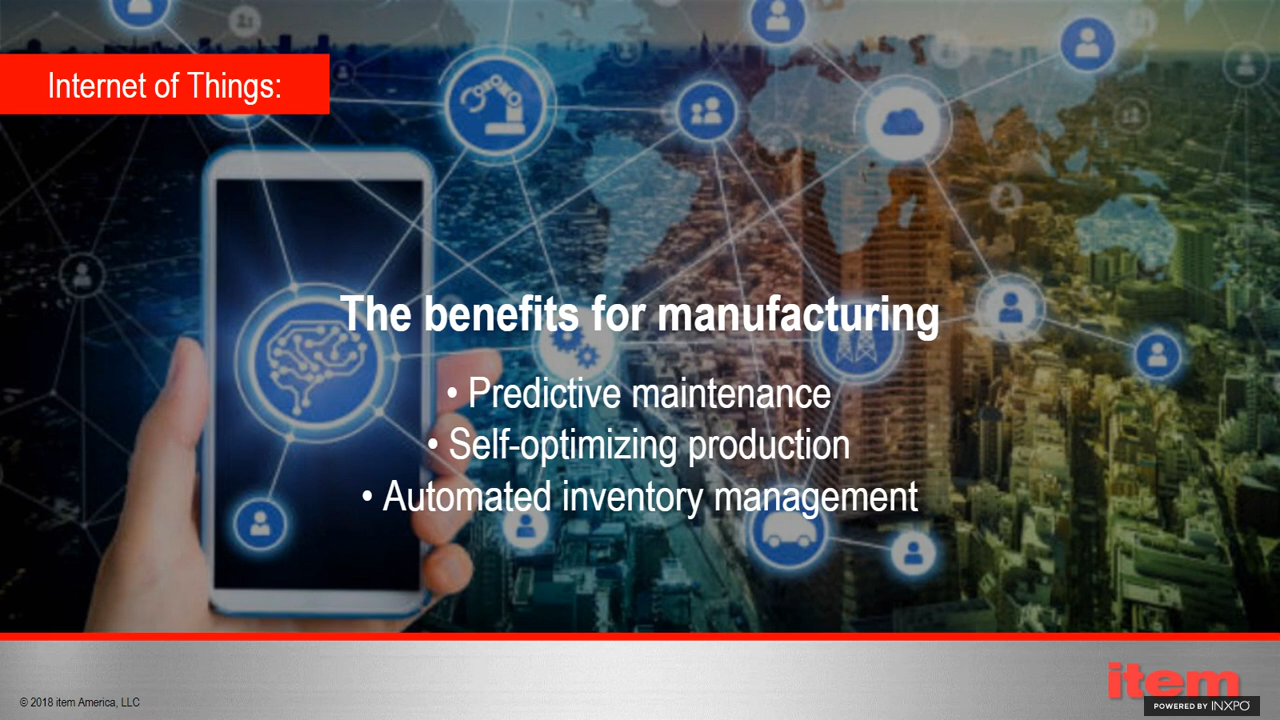 Internet of Things:
The benefits for manufacturing
• Predictive maintenance
• Self-optimizing production
• Automated inventory management
© 2018 item America, LLC
item
POWERED BY INXPO